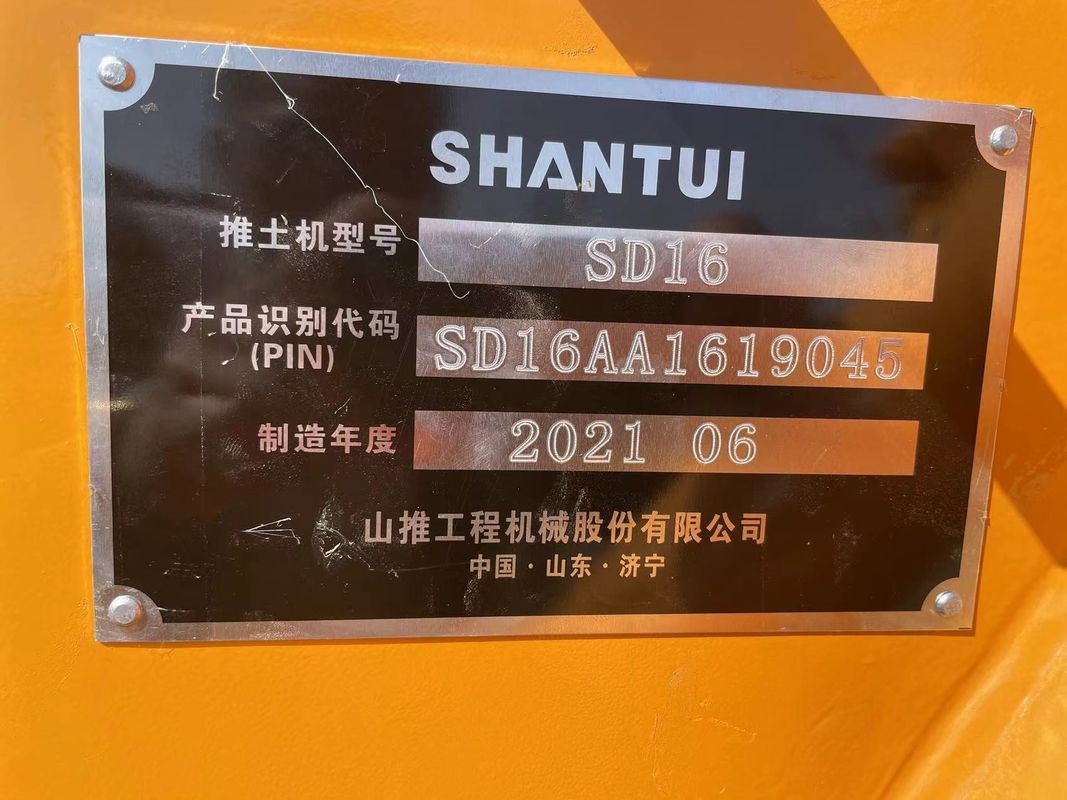 SHANTUI
推土机型号 SD16
产品识别代码 SD16AA1619045
(PIN)
制造年度 2021 06
山推工程机械股份有限公司
中国·山东·济宁